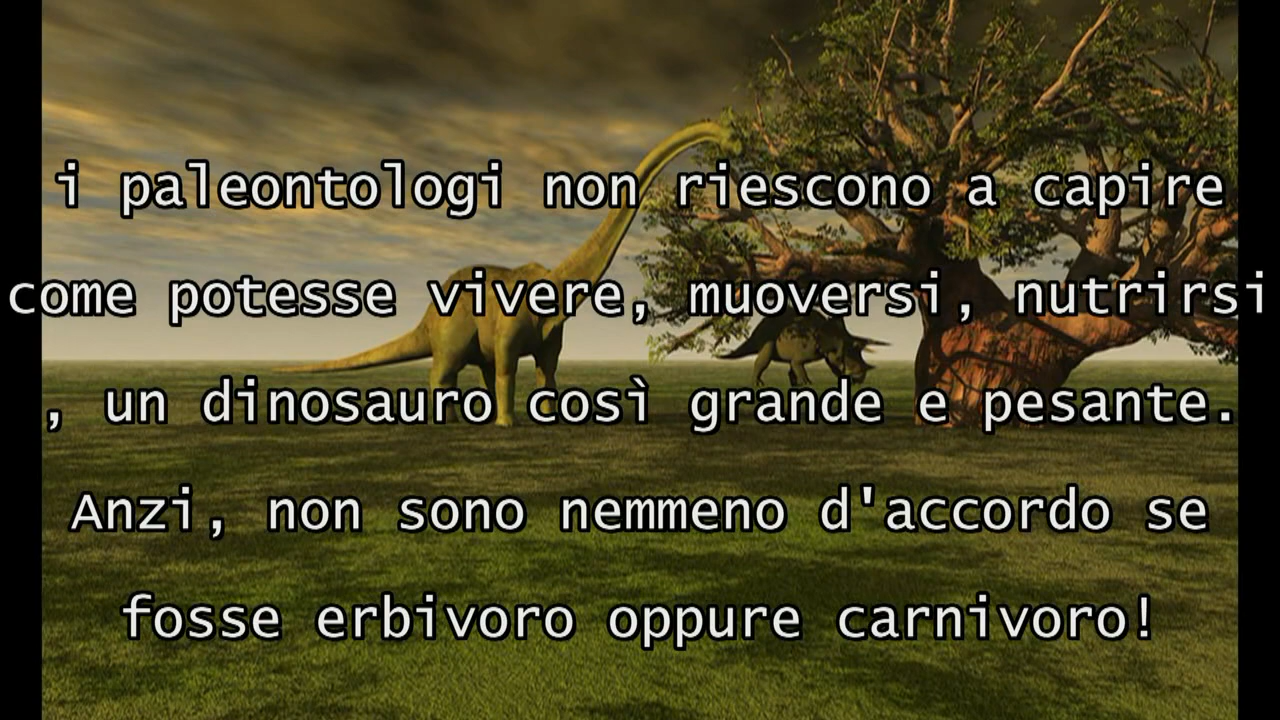 i paleontologi non riescono a capire
come potesse vivere, muoversi, nutrirsi
, un dinosauro così grande e pesante.
Anzi, non sono nemmeno d'accordo se
fosse erbivoro oppure carnivoro!